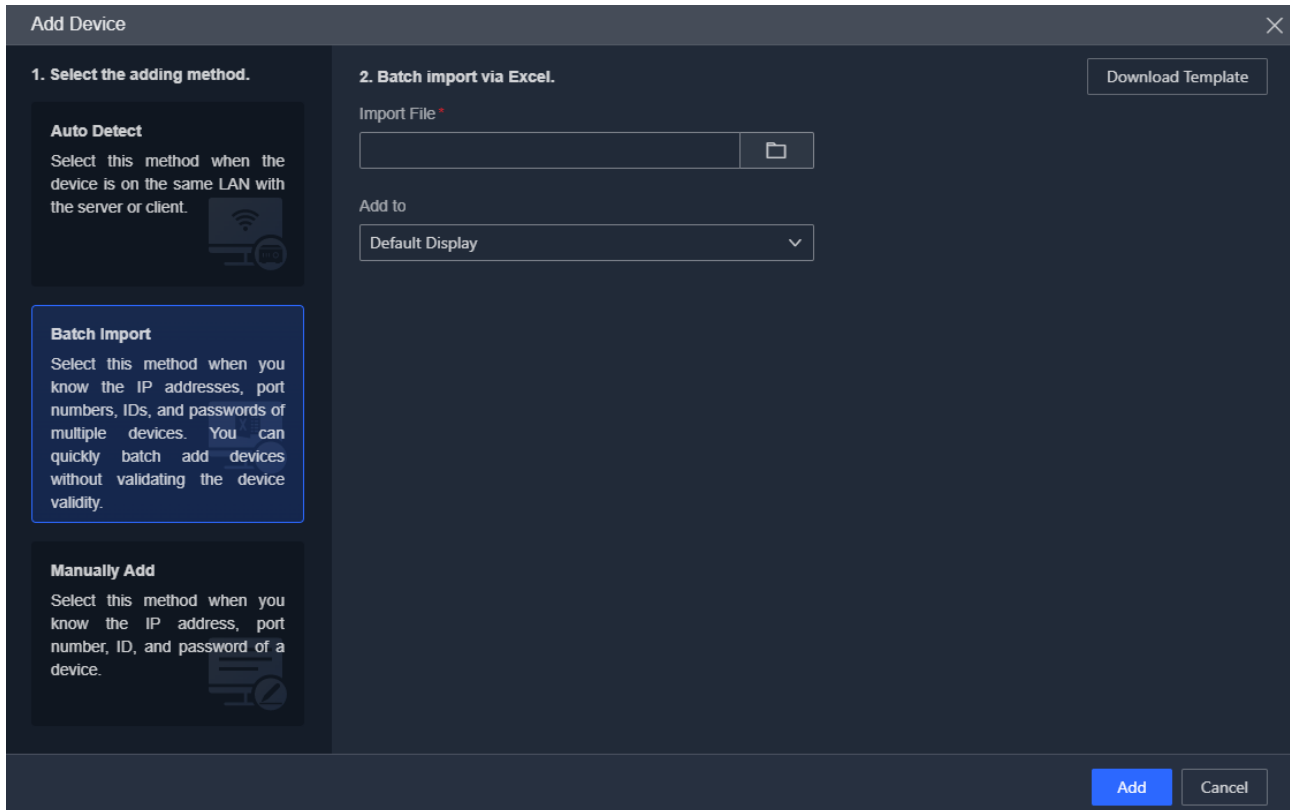 Add Device
1. Select the adding method.
Auto Detect
Select this method when the
device is on the same LAN with
the server or client.
Batch Import
Select this method when you
know the IP addresses, port
numbers, IDs, and passwords of
multiple devices. You can
quickly batch add devices
without validating the device
validity.
Manually Add
Select this method when you
know the IP address, port
number, ID, and password of a
device.
2. Batch import via Excel.
Download Template
Import File*
Add to
Default Display
Add
Cancel